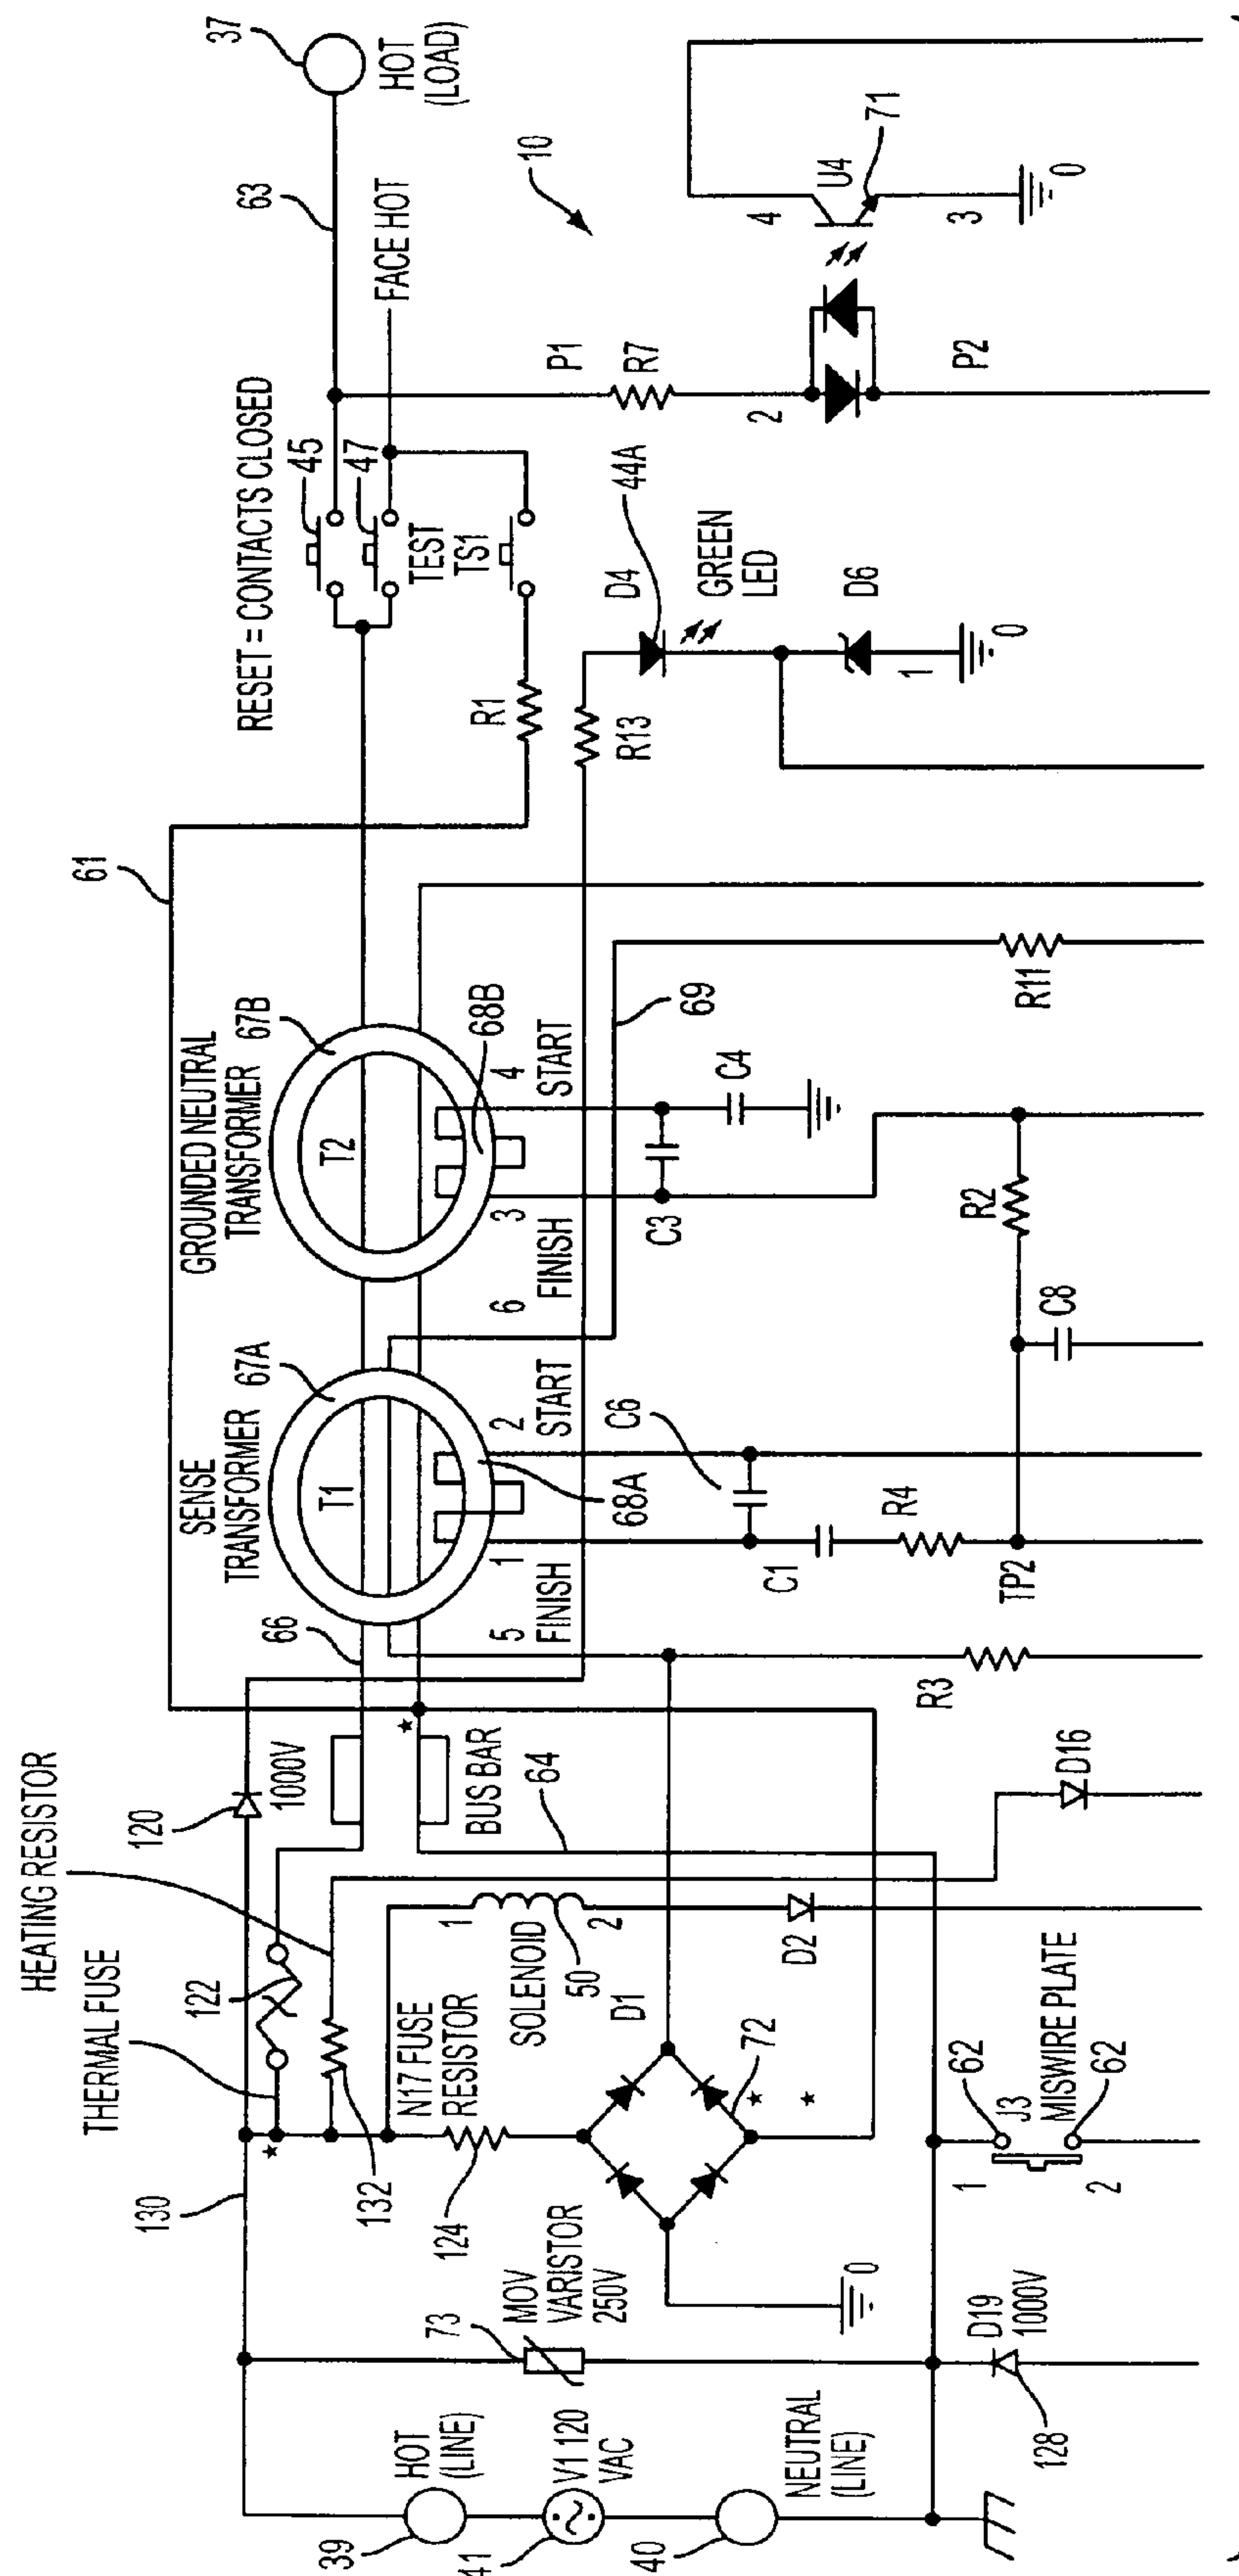 37
HOT
(LOAD)
63
FACE HOT
10
U4
71
4
3
0
RESET = CONTACTS CLOSED
45
47
TEST
TS1
P1
R7
2
P2
R1
D4
44A
GREEN
LED
R13
D6
1
0
61
GROUNDED NEUTRAL
TRANSFORMER
67B
T2
68B
4
START
3
FINISH
69
C3
C4
R11
R2
C8
SENSE
TRANSFORMER
67A
T1
68A
6
2
START
1
5
FINISH
C6
C1
R4
TP2
66
R3
HEATING RESISTOR
120
1000V
*
BUS BAR
64
D16
THERMAL FUSE
122
*
130
132
N17 FUSE
RESISTOR
124
1
SOLENOID
2
50
D1
D2
72
*
*
62
J3
62
MISWIRE PLATE
1
2
73
MOV
VARISTOR
250V
0
D19
1000V
128
HOT
(LINE)
39
V1 120
VAC
41
NEUTRAL
(LINE)
40